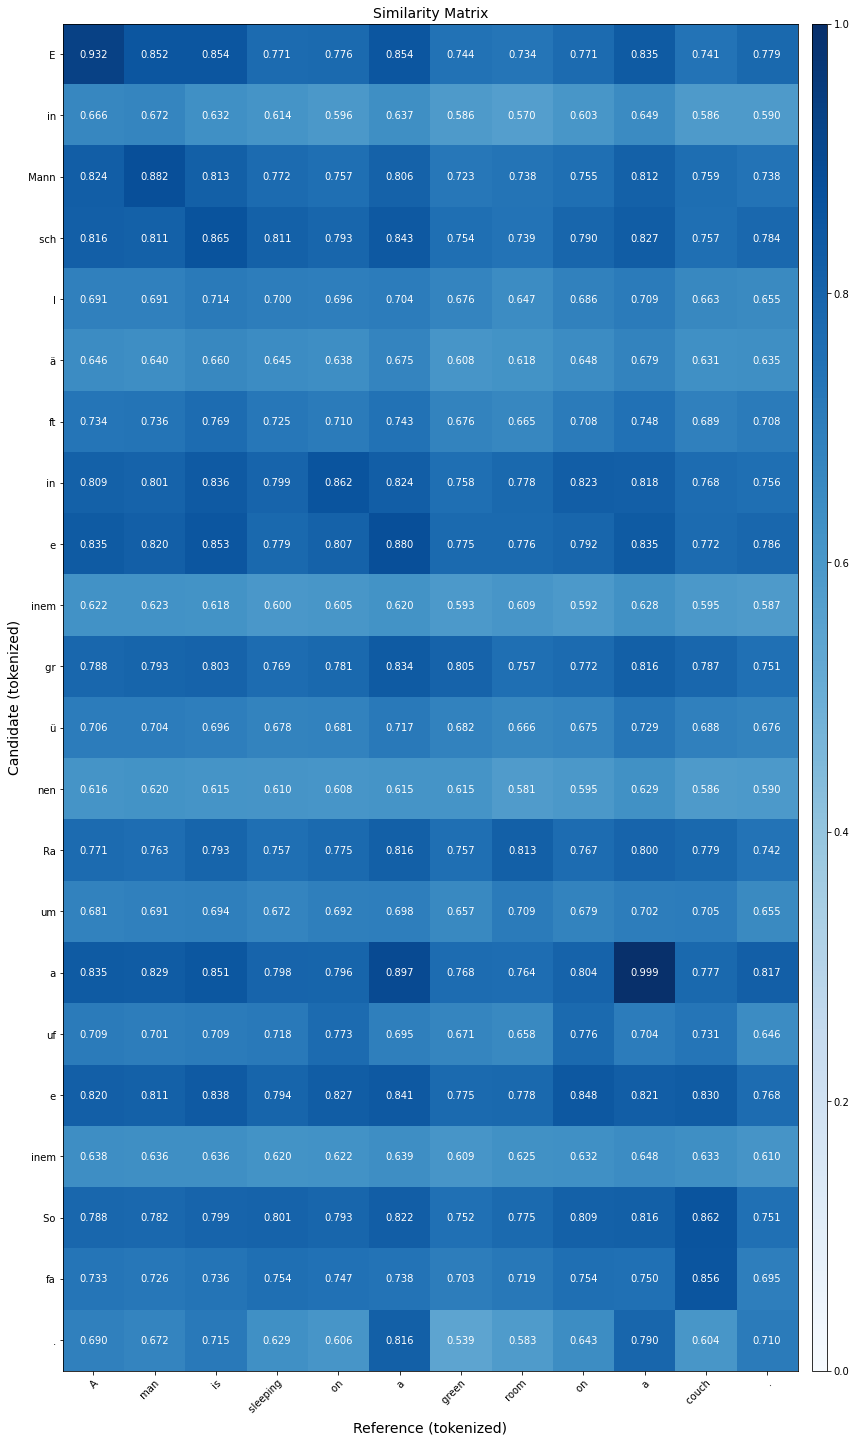 Similarity Matrix
E 0.932 0.852 0.854 0.771 0.776 0.854 0.744 0.734 0.771 0.835 0.741 0.779
in 0.666 0.672 0.632 0.614 0.596 0.637 0.586 0.570 0.603 0.649 0.586 0.590
Mann 0.824 0.882 0.813 0.772 0.757 0.806 0.723 0.738 0.755 0.812 0.759 0.738
sch 0.816 0.811 0.865 0.811 0.793 0.843 0.754 0.739 0.790 0.827 0.757 0.784
l 0.691 0.691 0.714 0.700 0.696 0.704 0.676 0.647 0.686 0.709 0.663 0.655
ä 0.646 0.640 0.660 0.645 0.638 0.675 0.608 0.618 0.648 0.679 0.631 0.635
ft 0.734 0.736 0.769 0.725 0.710 0.743 0.676 0.665 0.708 0.748 0.689 0.708
in 0.809 0.801 0.836 0.799 0.862 0.824 0.758 0.778 0.823 0.818 0.768 0.756
e 0.835 0.820 0.853 0.779 0.807 0.880 0.775 0.776 0.792 0.835 0.772 0.786
inem 0.622 0.623 0.618 0.600 0.605 0.620 0.593 0.609 0.592 0.628 0.595 0.587
gr 0.788 0.793 0.803 0.769 0.781 0.834 0.805 0.757 0.772 0.816 0.787 0.751
ü 0.706 0.704 0.696 0.678 0.681 0.717 0.682 0.666 0.675 0.729 0.688 0.676
nen 0.616 0.620 0.615 0.610 0.608 0.615 0.615 0.581 0.595 0.629 0.586 0.590
Ra 0.771 0.763 0.793 0.757 0.775 0.816 0.757 0.813 0.767 0.800 0.779 0.742
um 0.681 0.691 0.694 0.672 0.692 0.698 0.657 0.709 0.679 0.702 0.705 0.655
a 0.835 0.829 0.851 0.798 0.796 0.897 0.768 0.764 0.804 0.999 0.777 0.817
uf 0.709 0.701 0.709 0.718 0.773 0.695 0.671 0.658 0.776 0.704 0.731 0.646
e 0.820 0.811 0.838 0.794 0.827 0.841 0.775 0.778 0.848 0.821 0.830 0.768
inem 0.638 0.636 0.636 0.620 0.622 0.639 0.609 0.625 0.632 0.648 0.633 0.610
So 0.788 0.782 0.799 0.801 0.793 0.822 0.752 0.775 0.809 0.816 0.862 0.751
fa 0.733 0.726 0.736 0.754 0.747 0.738 0.703 0.719 0.754 0.750 0.856 0.695
. 0.690 0.672 0.715 0.629 0.606 0.816 0.539 0.583 0.643 0.790 0.604 0.710
A man is sleeping on a green room on a couch .
Reference (tokenized)
Candidate (tokenized)
1.0
0.8
0.6
0.4
0.2
0.0